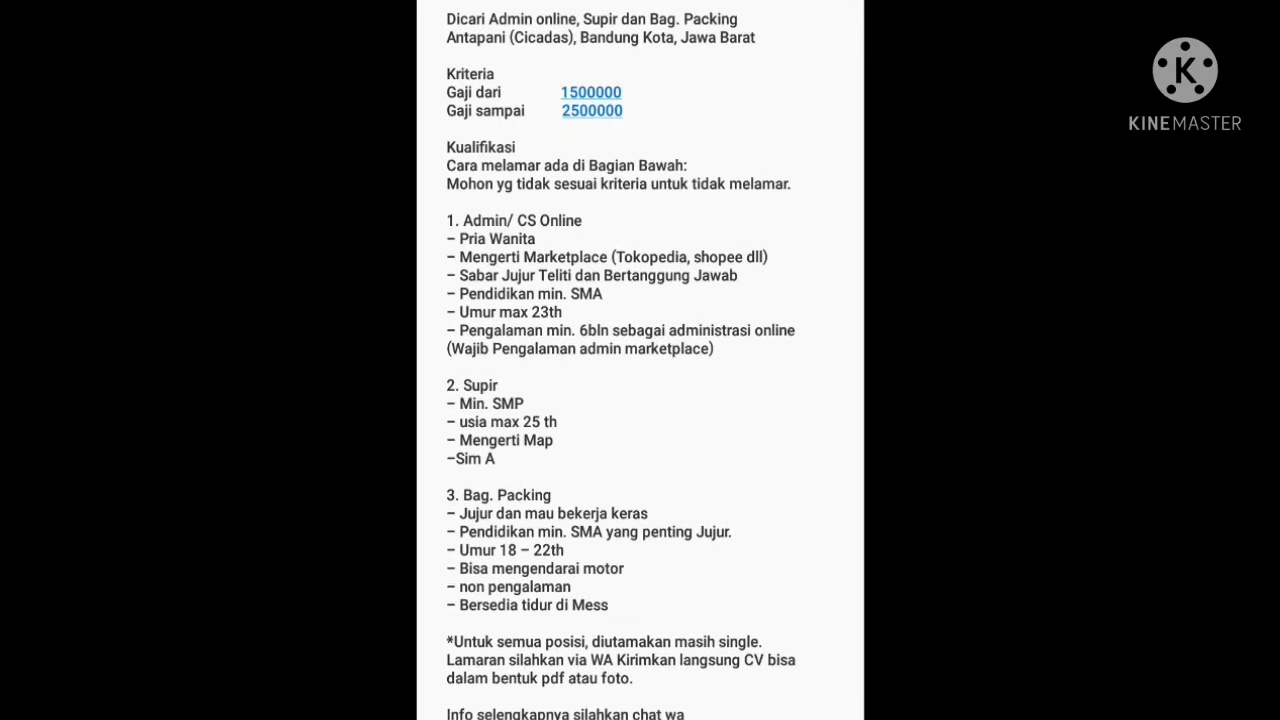 Dicari Admin online, Supir dan Bag. Packing
Antapani (Cicadas), Bandung Kota, Jawa Barat
Kriteria
Gaji dari 1500000
Gaji sampai 2500000
Kualifikasi
Cara melamar ada di Bagian Bawah:
Mohon yg tidak sesuai kriteria untuk tidak melamar.
1. Admin/ CS Online
– Pria Wanita
– Mengerti Marketplace (Tokopedia, shopee dll)
– Sabar Jujur Teliti dan Bertanggung Jawab
– Pendidikan min. SMA
– Umur max 23th
– Pengalaman min. 6bln sebagai administrasi online
(Wajib Pengalaman admin marketplace)
2. Supir
– Min. SMP
– usia max 25 th
– Mengerti Map
–Sim A
3. Bag. Packing
– Jujur dan mau bekerja keras
– Pendidikan min. SMA yang penting Jujur.
– Umur 18 – 22th
– Bisa mengendarai motor
– non pengalaman
– Bersedia tidur di Mess
*Untuk semua posisi, diutamakan masih single.
Lamaran silahkan via WA Kirimkan langsung CV bisa
dalam bentuk pdf atau foto.
Info selengkapnya silahkan chat wa
K
KINEMASTER